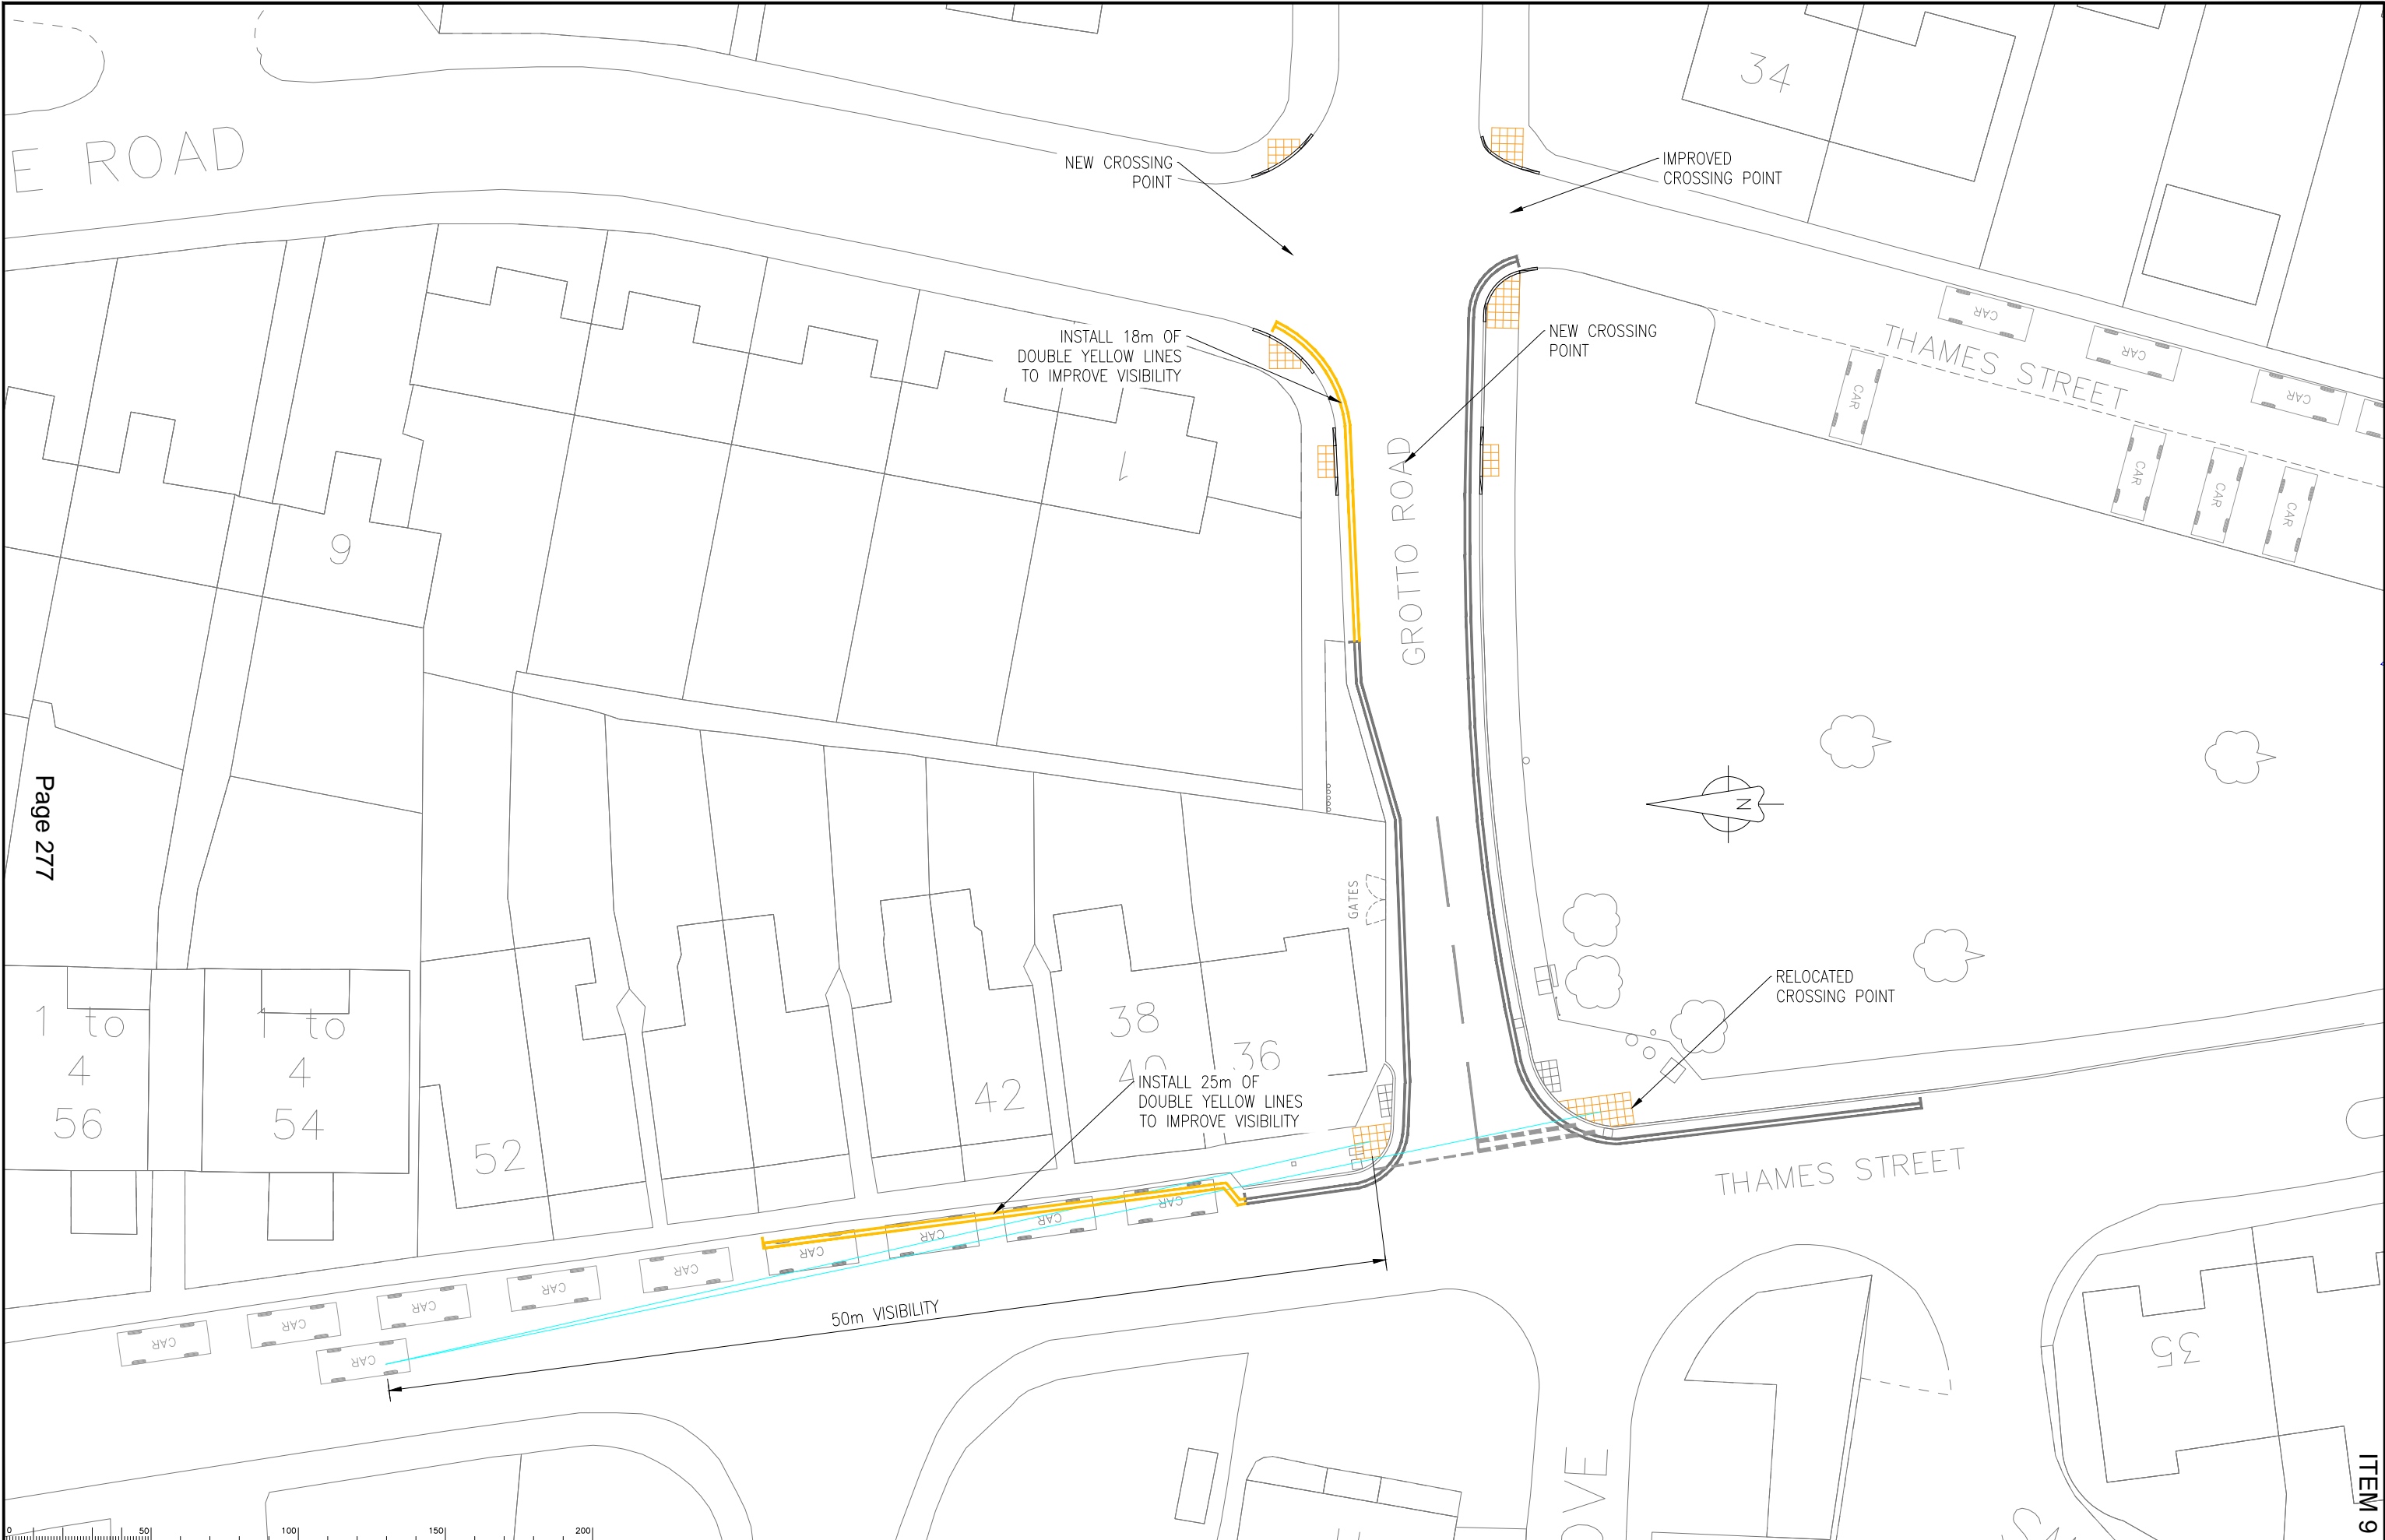 34
E ROAD
NEW CROSSING
POINT
IMPROVED
CROSSING POINT
CAR
CAR
CAR
CAR
CAR
CAR
CAR
THAMES STREET
INSTALL 18m OF
DOUBLE YELLOW LINES
TO IMPROVE VISIBILITY
NEW CROSSING
POINT
1
9
GROTTO ROAD
N
Page 277
GATES
RELOCATED
CROSSING POINT
1 to
4
56
1 to
4
54
52
42
38
40
36
INSTALL 25m OF
DOUBLE YELLOW LINES
TO IMPROVE VISIBILITY
THAMES STREET
CAR
CAR
CAR
CAR
CAR
CAR
CAR
CAR
CAR
CAR
50m VISIBILITY
35
OVE
ITEM 9
0
50
100
150
200